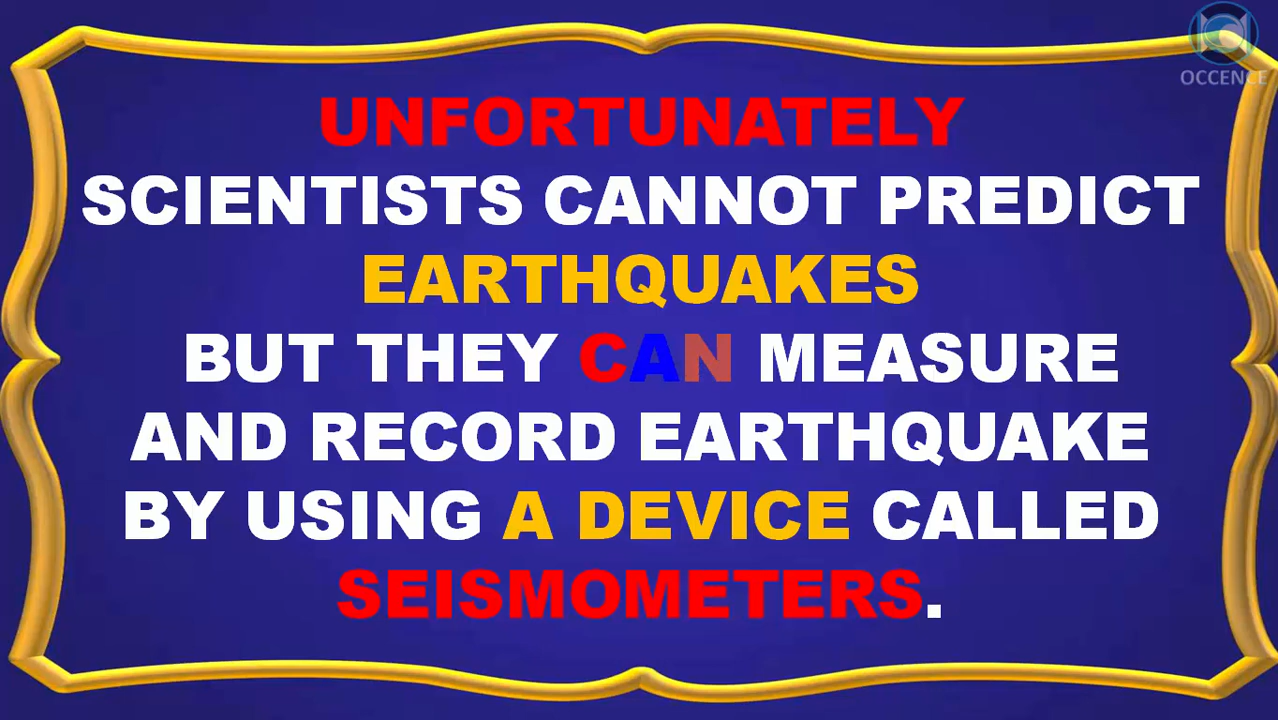 OCCENCE
UNFORTUNATELY
SCIENTISTS CANNOT PREDICT
EARTHQUAKES
BUT THEY CAN MEASURE
AND RECORD EARTHQUAKE
BY USING A DEVICE CALLED
SEISMOMETERS.